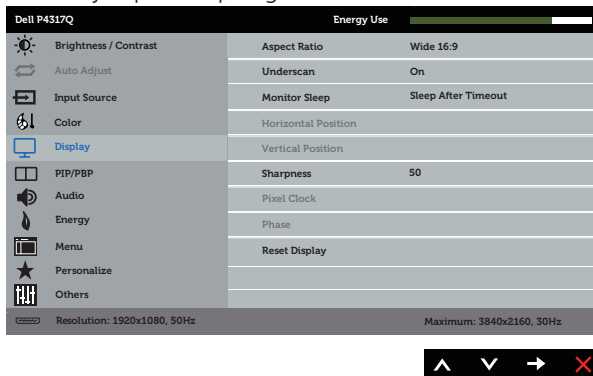 Dell P4317Q Energy Use
Brightness / Contrast
Auto Adjust
Input Source
Color
Display
PIP/PBP
Audio
Energy
Menu
Personalize
Others
Aspect Ratio Wide 16:9
Underscan On
Monitor Sleep Sleep After Timeout
Horizontal Position
Vertical Position
Sharpness 50
Pixel Clock
Phase
Reset Display
Resolution: 1920x1080, 50Hz Maximum: 3840x2160, 30Hz